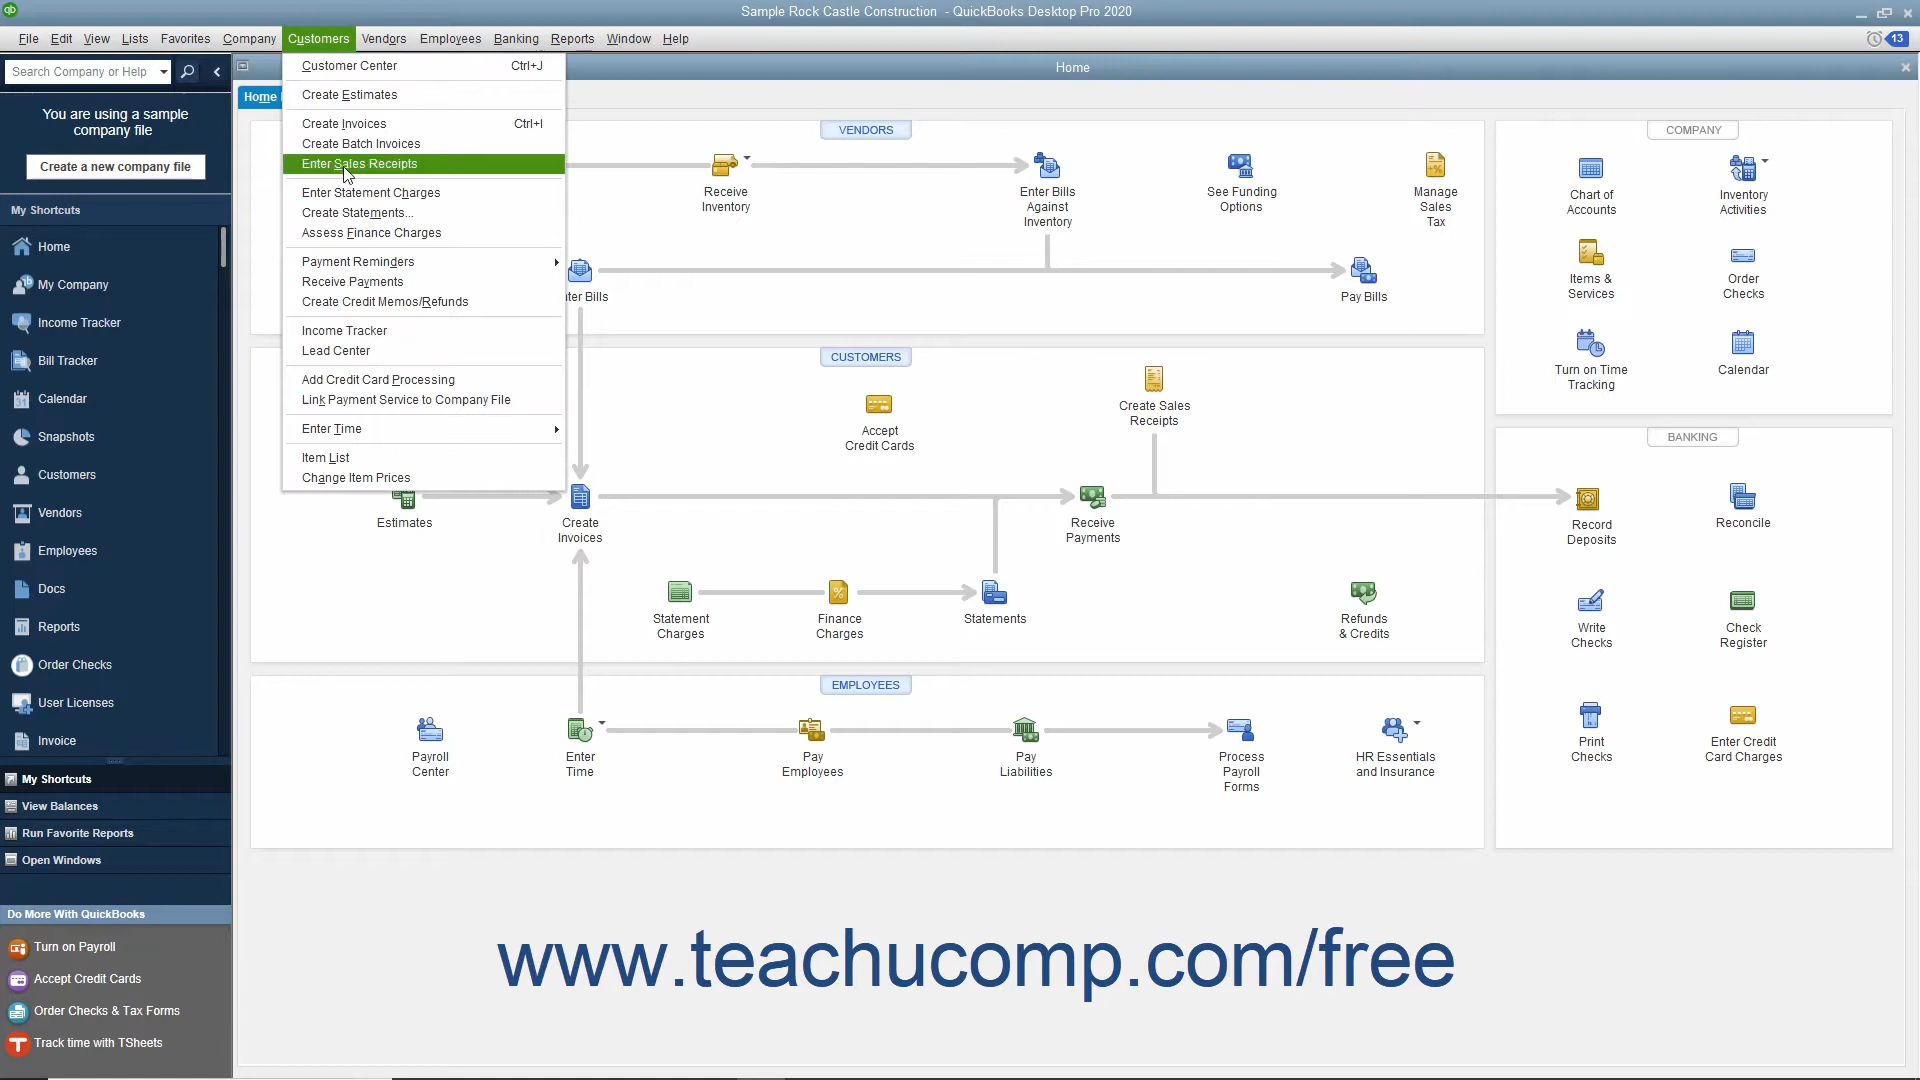 Sample Rock Castle Construction - QuickBooks Desktop Pro 2020
File Edit View Lists Favorites Company Customers Vendors Employees Banking Reports Window Help
13
Search Company or Help
Home
You are using a sample
company file
Create a new company file
My Shortcuts
Home
My Company
Income Tracker
Bill Tracker
Calendar
Snapshots
Customers
Vendors
Employees
Docs
Reports
Order Checks
User Licenses
Invoice
My Shortcuts
View Balances
Run Favorite Reports
Open Windows
Do More With QuickBooks
Turn on Payroll
Accept Credit Cards
Order Checks & Tax Forms
Track time with TSheets
Home
Customer Center Ctrl+J
Create Estimates
Create Invoices Ctrl+I
Create Batch Invoices
Enter Sales Receipts
Enter Statement Charges
Create Statements...
Assess Finance Charges
Payment Reminders
Receive Payments
Create Credit Memos/Refunds
Income Tracker
Lead Center
Add Credit Card Processing
Link Payment Service to Company File
Enter Time
Item List
Change Item Prices
VENDORS
Receive
Inventory
Enter Bills
Against
Inventory
See Funding
Options
Manage
Sales
Tax
ter Bills
Pay Bills
CUSTOMERS
Accept
Credit Cards
Create Sales
Receipts
Estimates
Create
Invoices
Receive
Payments
Statement
Charges
Finance
Charges
Statements
Refunds
& Credits
EMPLOYEES
Payroll
Center
Enter
Time
Pay
Employees
Pay
Liabilities
Process
Payroll
Forms
HR Essentials
and Insurance
COMPANY
Chart of
Accounts
Inventory
Activities
Items &
Services
Order
Checks
Turn on Time
Tracking
Calendar
BANKING
Record
Deposits
Reconcile
Write
Checks
Check
Register
Print
Checks
Enter Credit
Card Charges
www.teachucomp.com/free